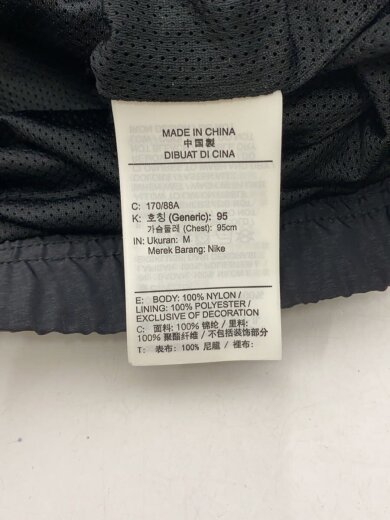 MADE IN CHINA
中国製
DIBUAT DI CINA
C: 170/88A
K: 호칭 (Generic): 95
가슴둘레 (Chest): 95cm
IN: Ukuran: M
Merek Barang: Nike
E: BODY: 100% NYLON /
LINING: 100% POLYESTER /
EXCLUSIVE OF DECORATION
C: 面料: 100% 锦纶 / 里料:
100% 聚酯纤维 / 不包括装饰部分
T: 表布: 100% 尼龍 / 裡布: